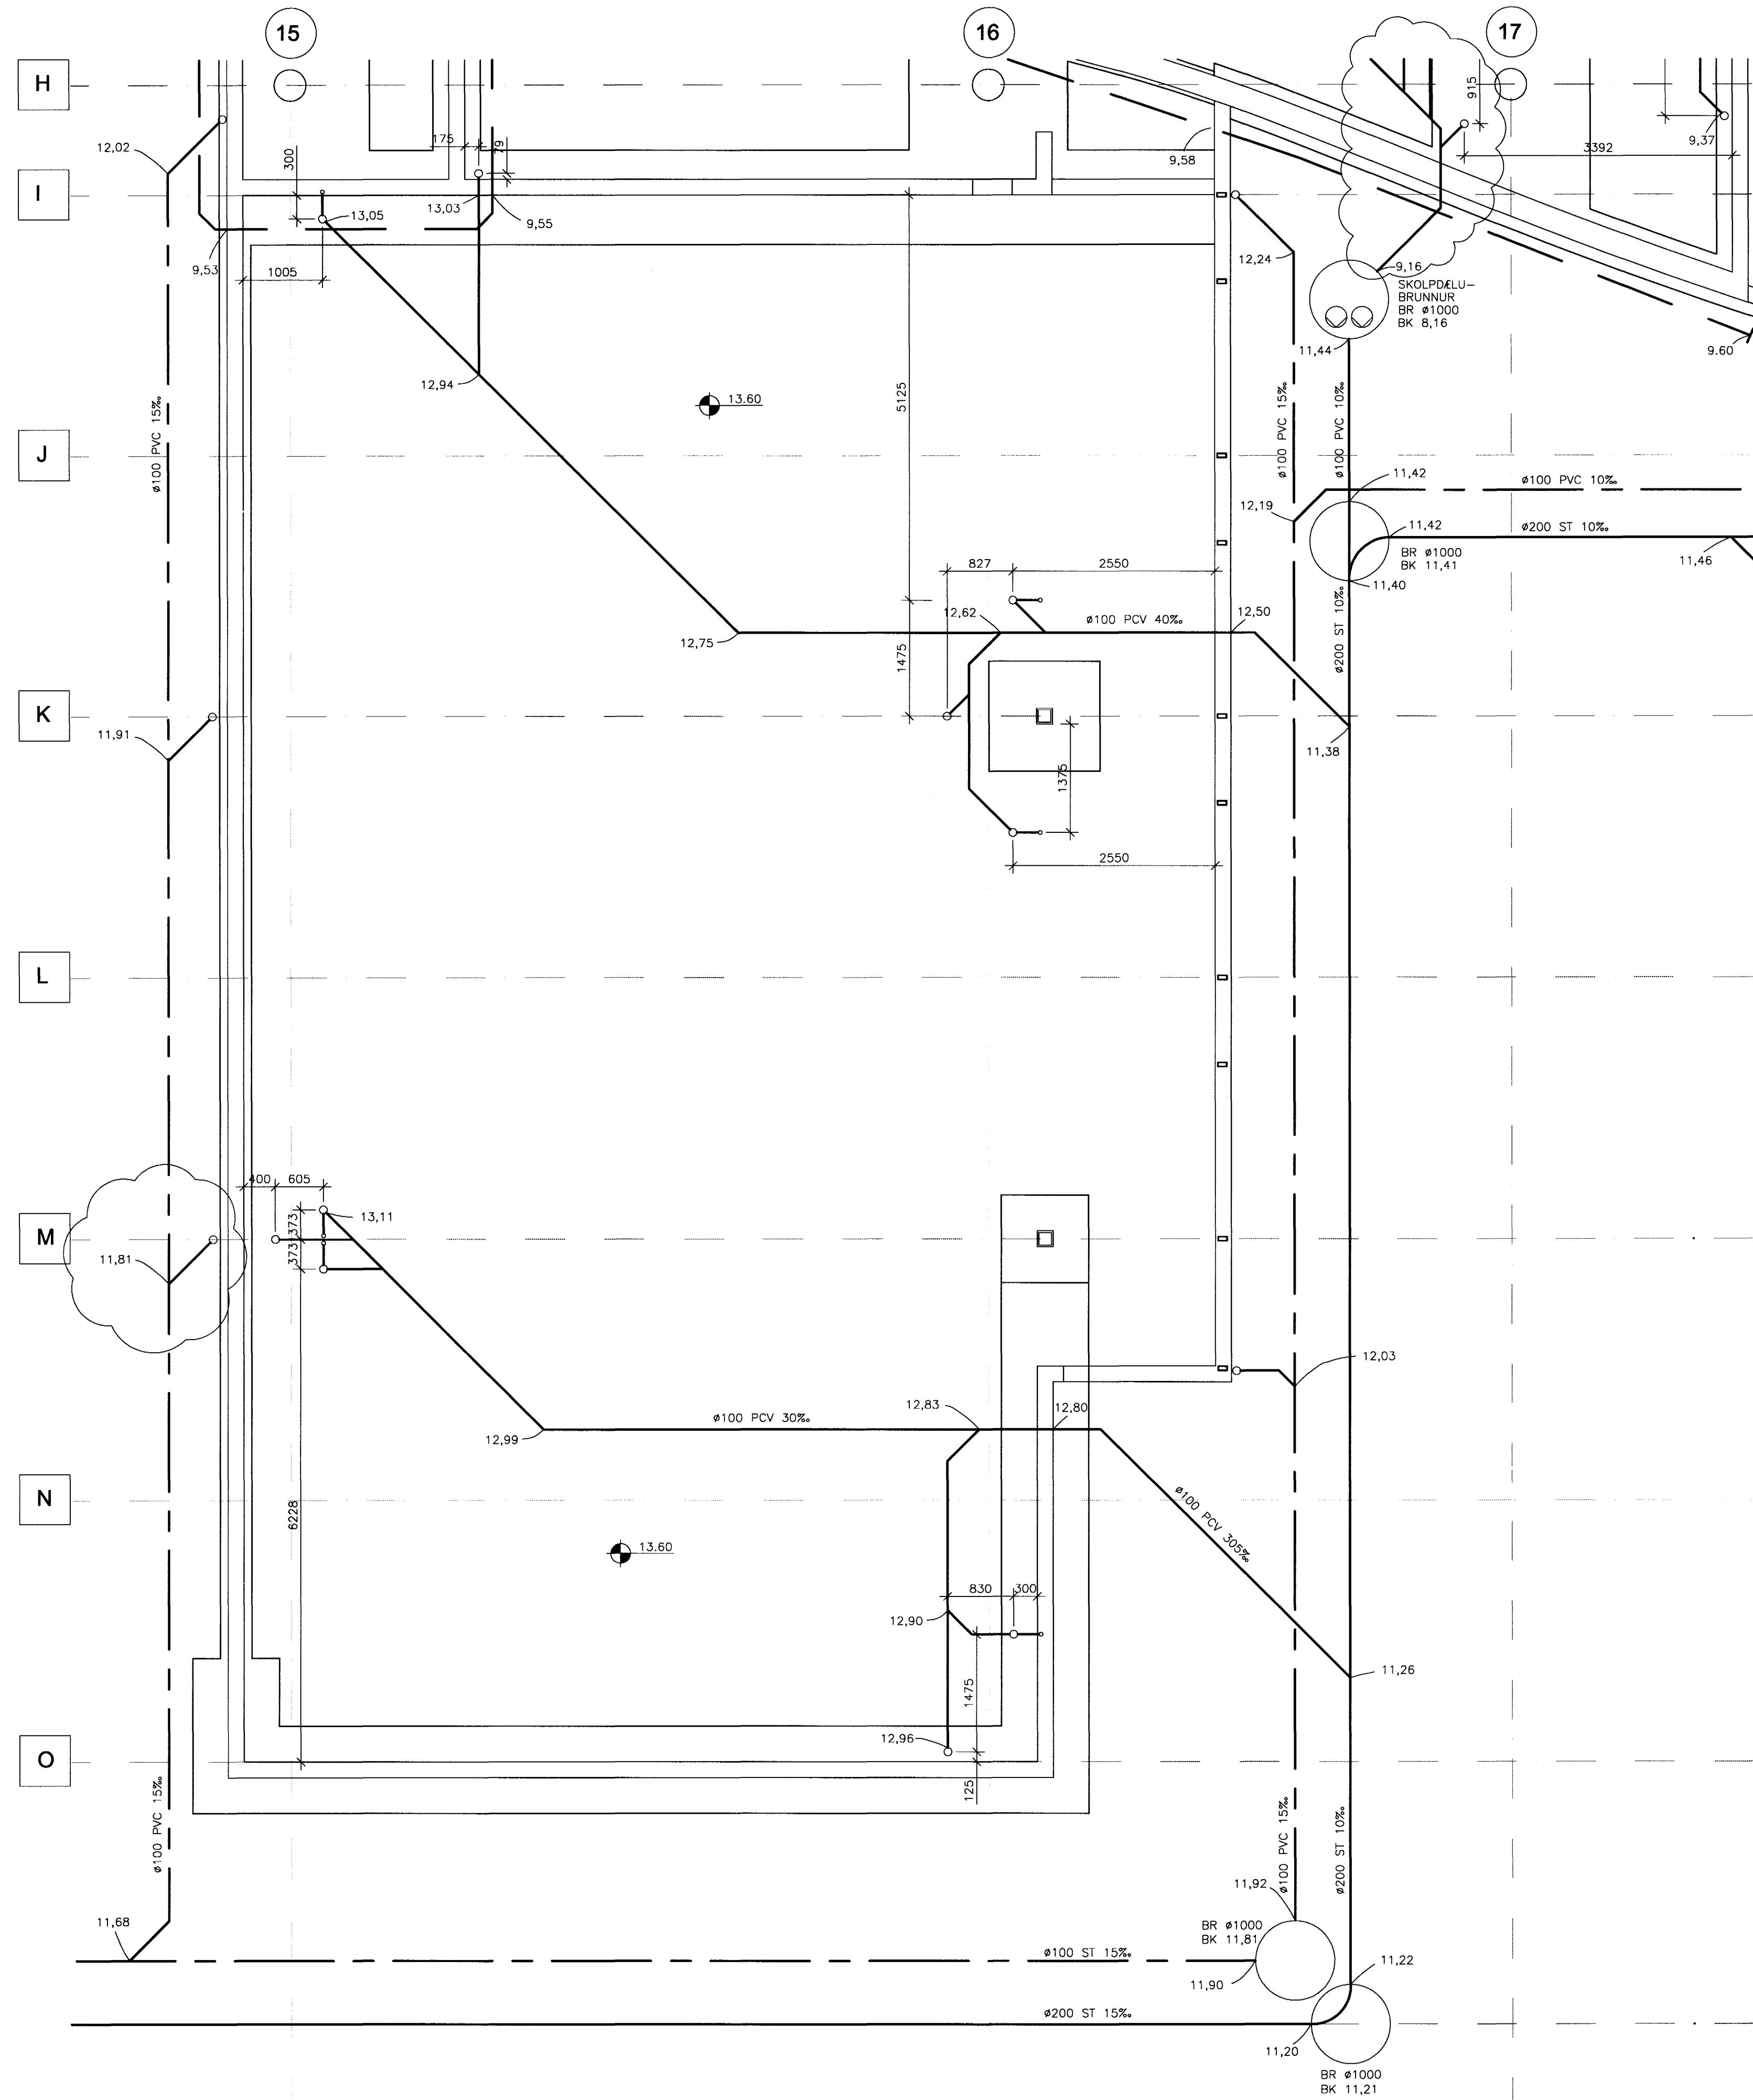 15
16
17
H
915
9,37
3392
9,58
12,02
300
175
79
I
13,03
13,05
9,55
9,53
1005
12,24
9,16
SKOLPDÆLU-
BRUNNUR
BR ø1000
BK 8,16
11,44
9.60
12,94
13.60
5125
ø100 PVC 15‰
ø100 PVC 15‰
ø100 PVC 10‰
J
11,42
ø100 PVC 10‰
12,19
11,42
ø200 ST 10‰
BR ø1000
BK 11,41
11,46
827
2550
11,40
12,62
ø100 PCV 40‰
12,50
12,75
1475
ø200 ST 10‰
K
11,91
11,38
1375
2550
L
400
605
373
13,11
M
373
11,81
12,03
ø100 PCV 30‰
12,83
12,80
12,99
N
6228
ø100 PCV 305‰
13.60
830
300
12,90
1475
11,26
12,96
O
125
ø100 PVC 15‰
ø100 PVC 15‰
ø200 ST 10‰
11,92
11,68
BR ø1000
BK 11,81
ø100 ST 15‰
11,90
11,22
ø200 ST 15‰
11,20
BR ø1000
BK 11,21